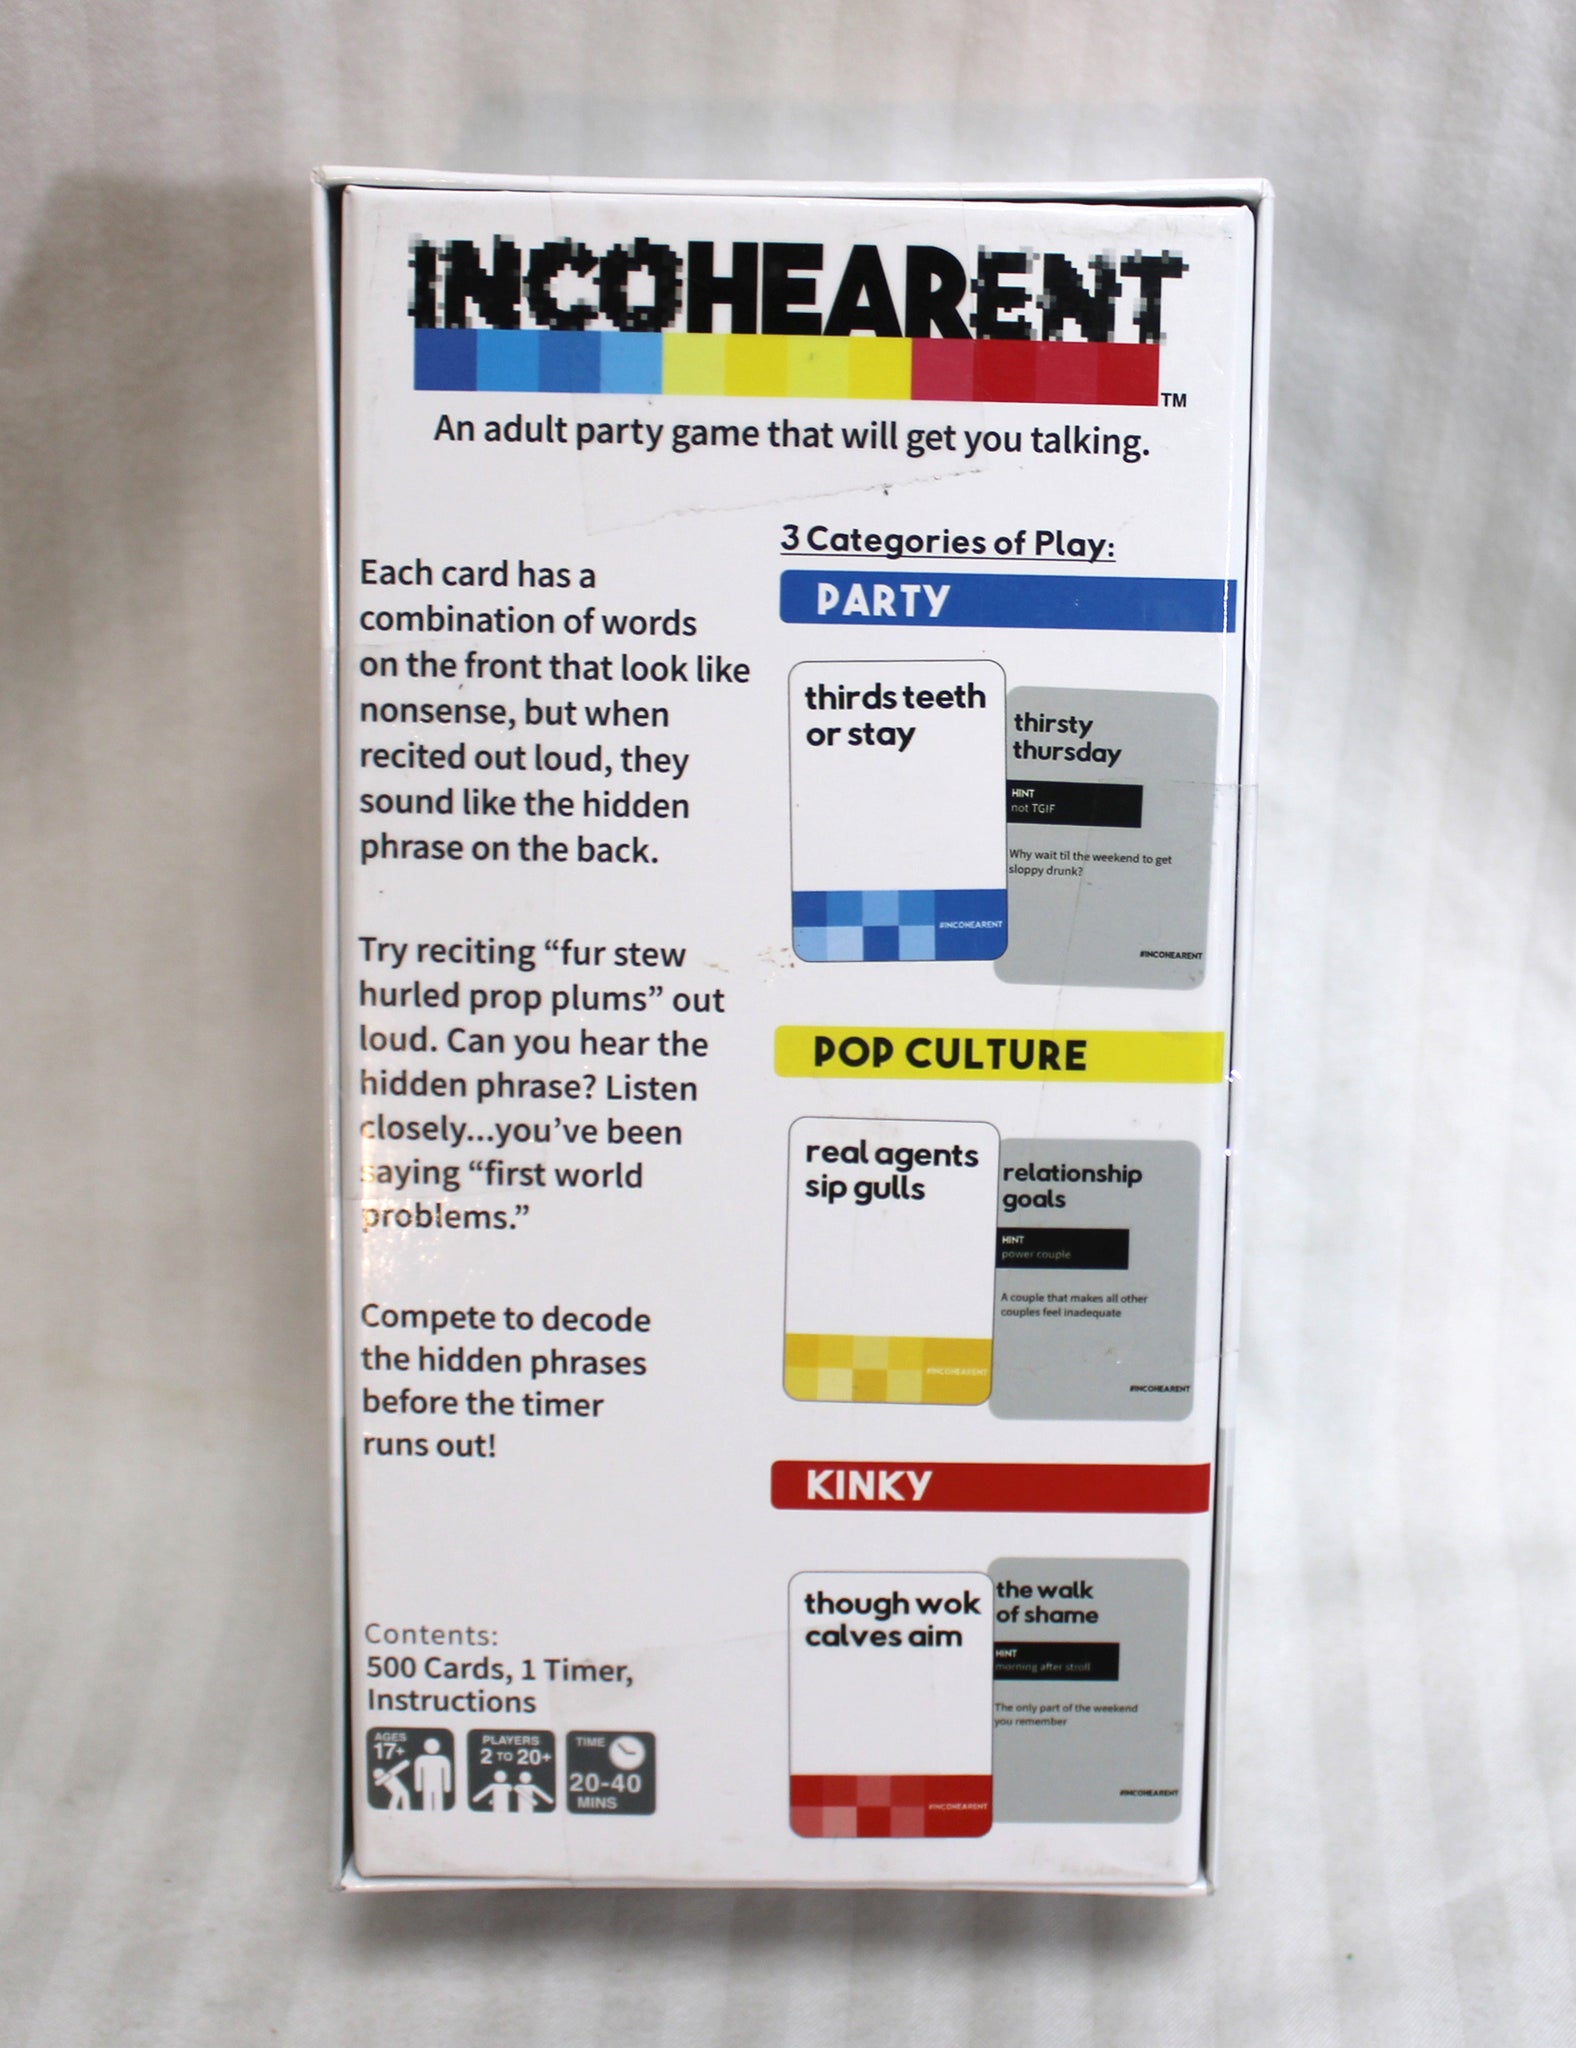 INCOHEARENT
TM
An adult party game that will get you talking.
Each card has a
combination of words
on the front that look like
nonsense, but when
recited out loud, they
sound like the hidden
phrase on the back.
Try reciting “fur stew
hurled prop plums” out
loud. Can you hear the
hidden phrase? Listen
closely...you’ve been
saying “first world
problems.”
Compete to decode
the hidden phrases
before the timer
runs out!
Contents:
500 Cards, 1 Timer,
Instructions
AGES
17+
PLAYERS
2 TO 20+
TIME
20-40
MINS
3 Categories of Play:
PARTY
thirds teeth
or stay
#INCOHEARENT
thirsty
thursday
HINT
not TGIF
Why wait til the weekend to get
sloppy drunk?
#INCOHEARENT
POP CULTURE
real agents
sip gulls
#INCOHEARENT
relationship
goals
HINT
power couple
A couple that makes all other
couples feel inadequate
#INCOHEARENT
KINKY
though wok
calves aim
#INCOHEARENT
the walk
of shame
HINT
morning after stroll
The only part of the weekend
you remember
#INCOHEARENT